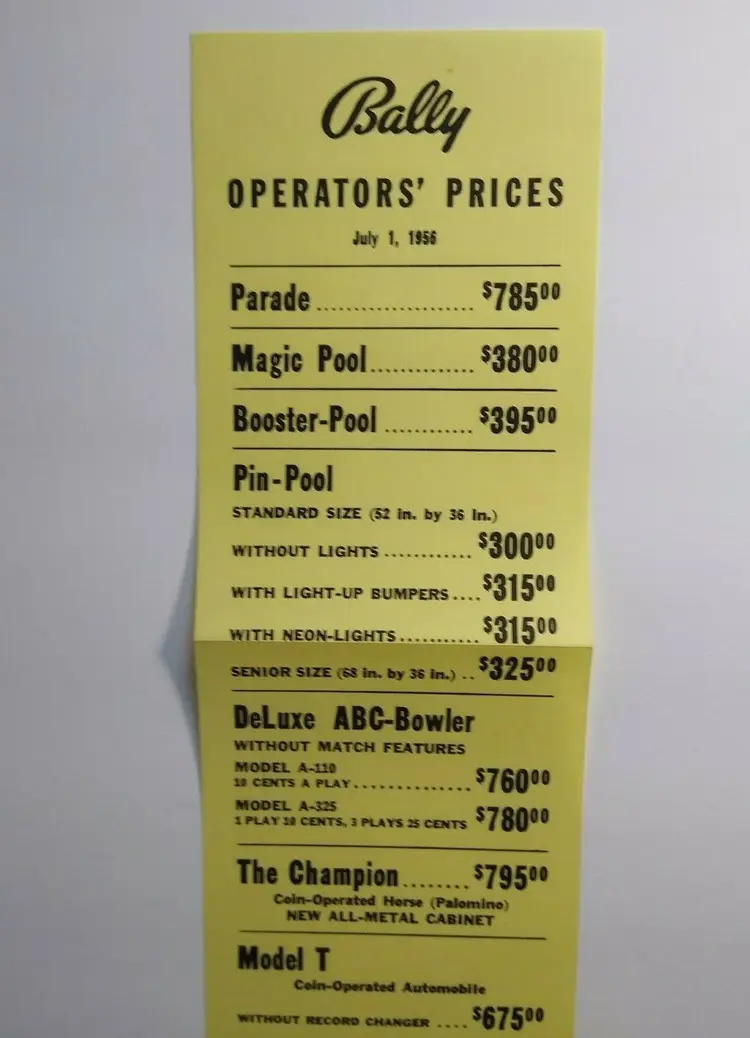 Bally
OPERATORS' PRICES
July 1, 1956
Parade ...................... $785⁰⁰
Magic Pool.............. $380⁰⁰
Booster-Pool ............ $395⁰⁰
Pin-Pool
STANDARD SIZE (52 in. by 36 in.)
WITHOUT LIGHTS ............ $300⁰⁰
WITH LIGHT-UP BUMPERS .... $315⁰⁰
WITH NEON-LIGHTS ........... $315⁰⁰
SENIOR SIZE (68 in. by 36 in.) .. $325⁰⁰
DeLuxe ABC-Bowler
WITHOUT MATCH FEATURES
MODEL A-110
10 CENTS A PLAY ............... $760⁰⁰
MODEL A-325
1 PLAY 10 CENTS, 3 PLAYS 25 CENTS $780⁰⁰
The Champion ........ $795⁰⁰
Coin-Operated Horse (Palomino)
NEW ALL-METAL CABINET
Model T
Coin-Operated Automobile
WITHOUT RECORD CHANGER .... $675⁰⁰